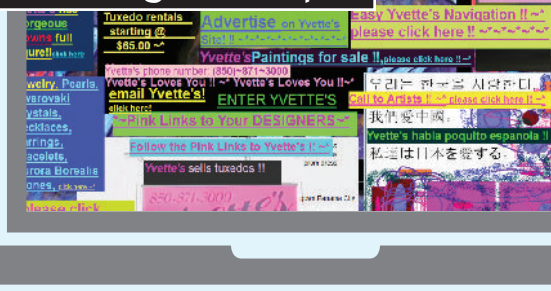 orgeous
owns full
gure!! click here
Tuxedo rentals
starting @
$65.00 ~*
Advertise on Yvette's
Site! !! ~*~*~*~*~*~*~*~*
Easy Yvette's Navigation !! ~*
please click here !! ~*~*~*~*~*
Yvette's Paintings for sale !!, please click here !!~*
Yvette's phone number: (850)~871~3000
Yvette's Loves You !! ~* Yvette's Loves You !!~*
email Yvette's!
click here!
ENTER YVETTE'S
*~Pink Links to Your DESIGNERS~*
Follow the Pink Links to Yvette's !! ~*
Yvette's sells tuxedos !!
850-871-3000
welry, Pearls,
varovski
ystals,
ecklaces,
arrings,
acelets,
urora Borealis
ones, click here ~*
please click
우리는 한국을 사랑한다
Call to Artists !! ~* please click here !! ~*
我們愛中國
Yvette's habla poquito espanola !!
私達は日本を愛する